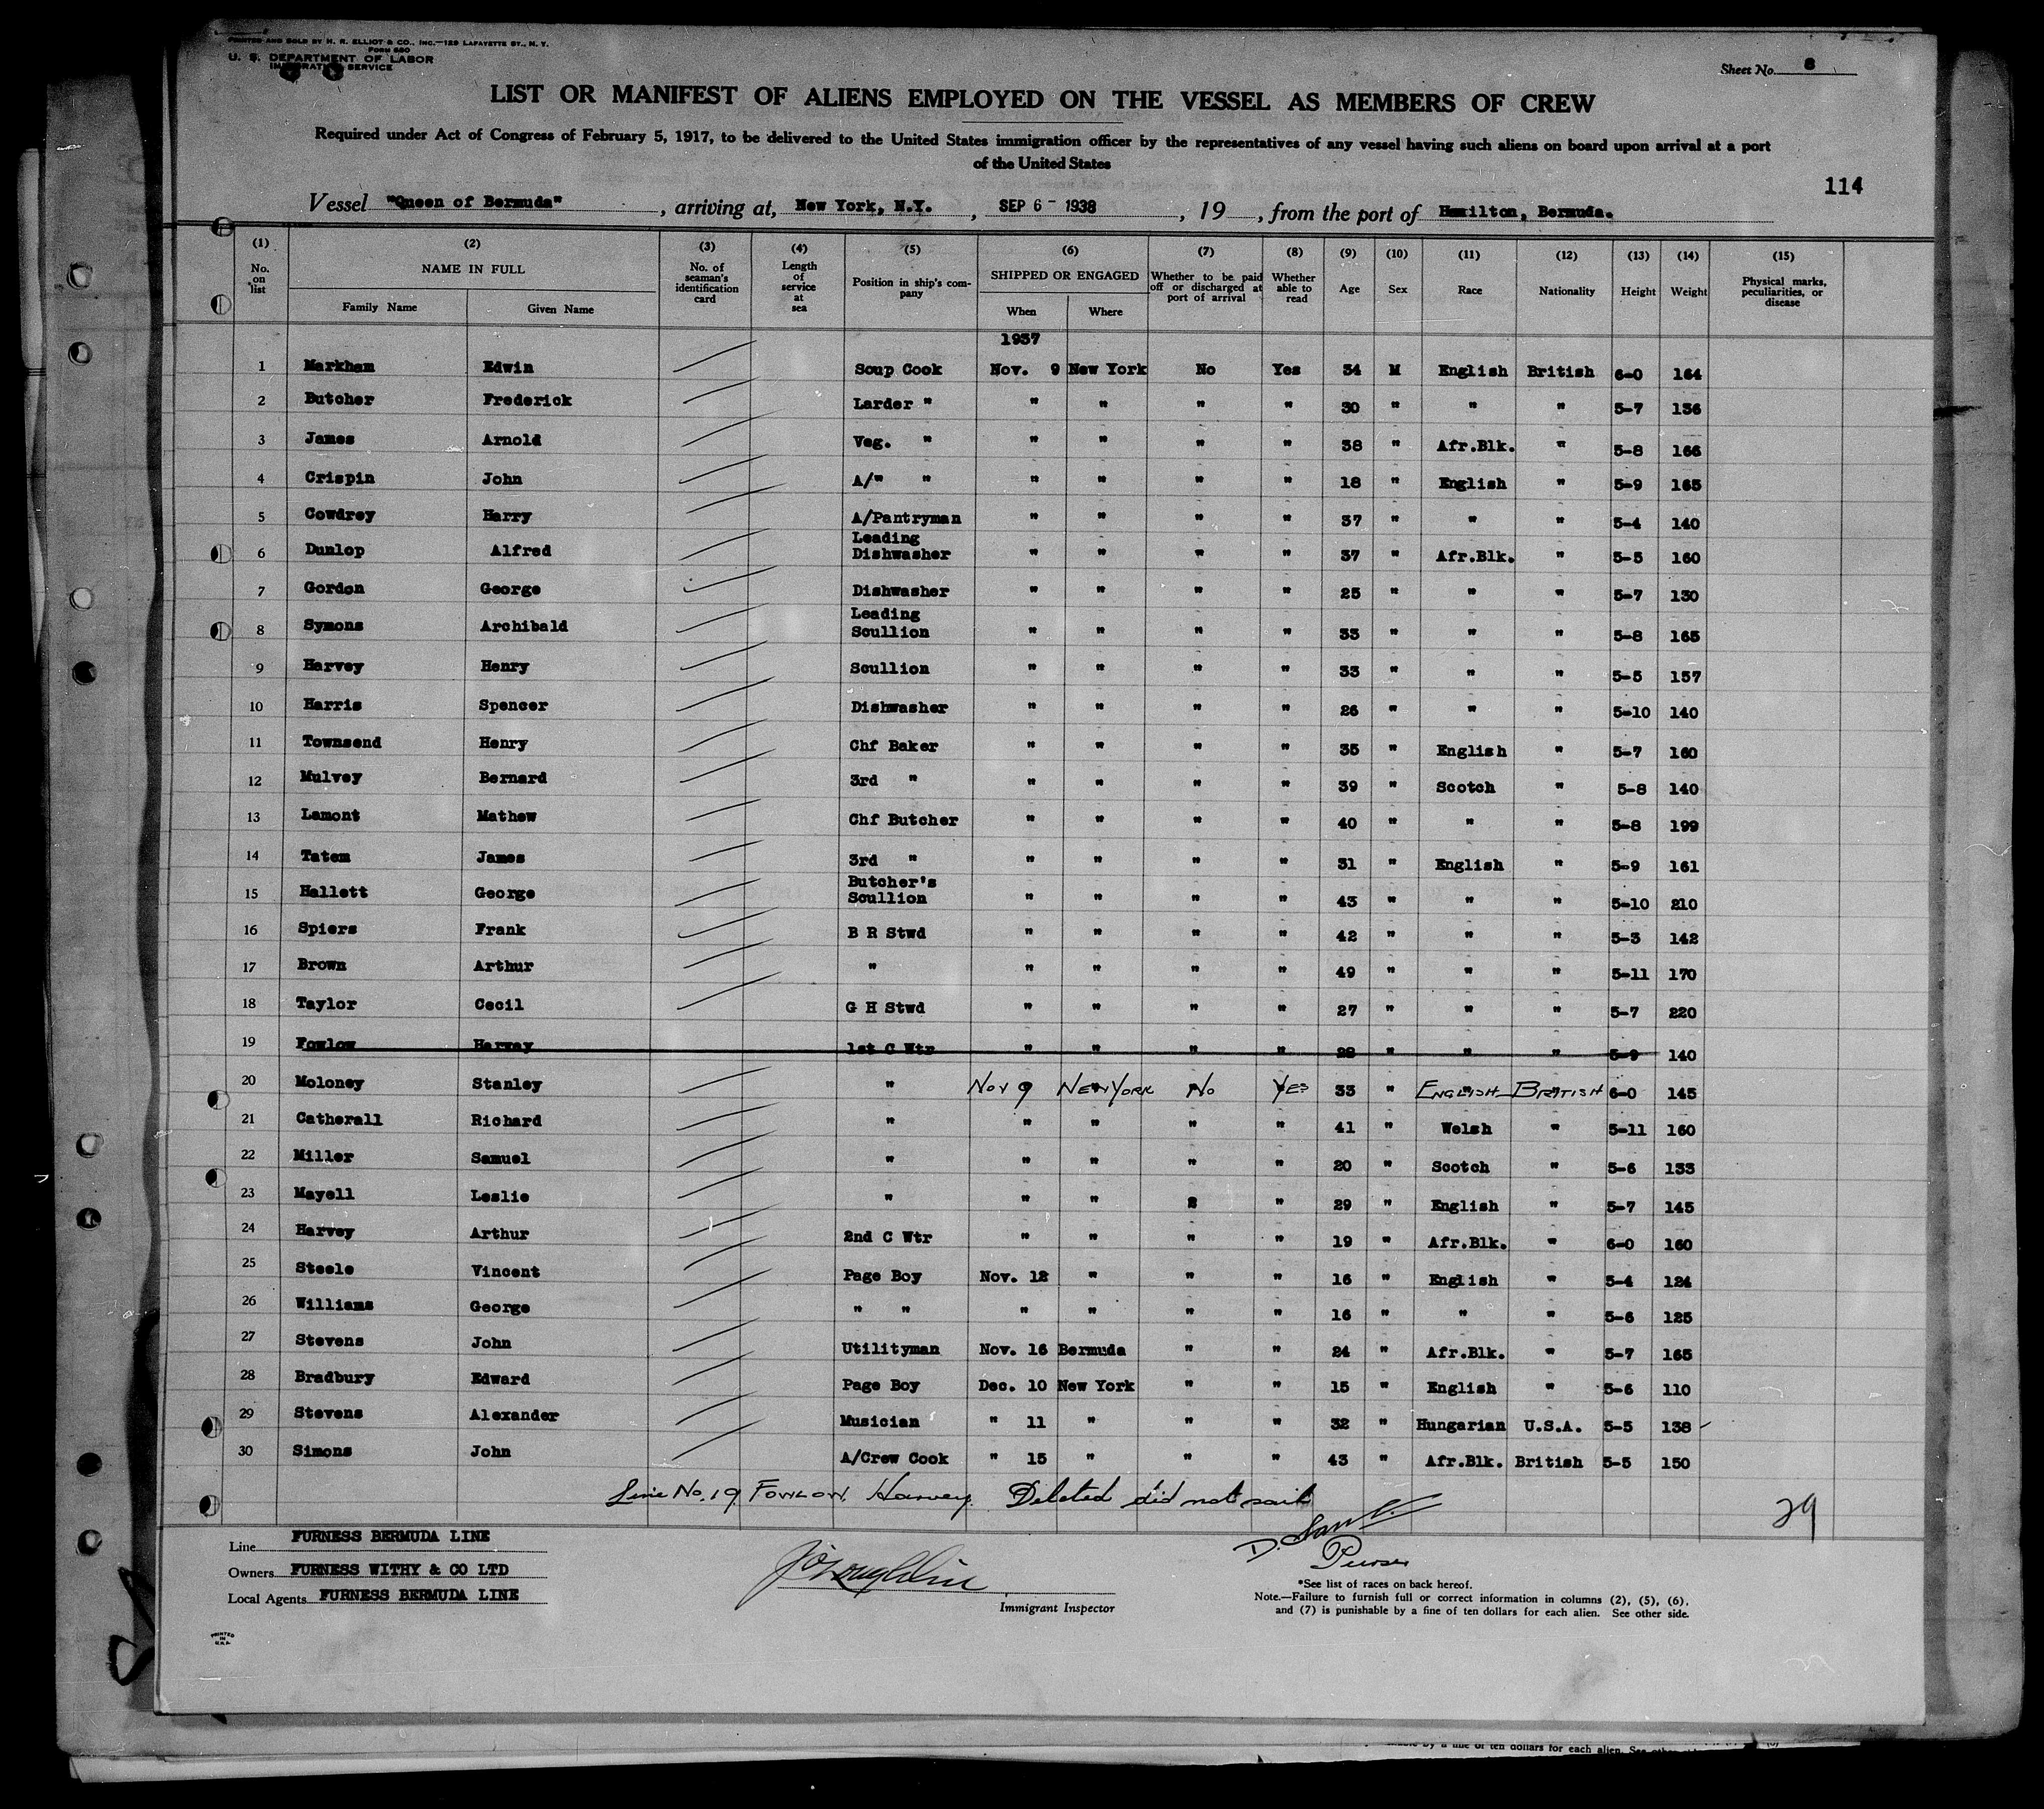 PRINTED AND SOLD BY H. R. ELLIOT & CO., INC.—129 LAFAYETTE ST., N. Y.
FORM 680
U. S. DEPARTMENT OF LABOR
IMMIGRATION SERVICE
Sheet No. 8
LIST OR MANIFEST OF ALIENS EMPLOYED ON THE VESSEL AS MEMBERS OF CREW
Required under Act of Congress of February 5, 1917, to be delivered to the United States immigration officer by the representatives of any vessel having such aliens on board upon arrival at a port
of the United States
114
Vessel "Queen of Bermuda", arriving at, New York, N.Y., SEP 6 - 1938, 19, from the port of Hamilton, Bermuda.
(1) (2) (3) (4) (5) (6) (7) (8) (9) (10) (11) (12) (13) (14) (15)
No. on list NAME IN FULL Family Name Given Name No. of seaman's identification card Length of service at sea Position in ship's company SHIPPED OR ENGAGED When Where Whether to be paid off or discharged at port of arrival Whether able to read Age Sex Race Nationality Height Weight Physical marks, peculiarities, or disease
1937
1 Markham Edwin Soup Cook Nov. 9 New York No Yes 34 M English British 6-0 164
2 Butcher Frederick Larder " " " " " 30 " " " 5-7 136
3 James Arnold Veg. " " " " " 38 " Afr.Blk. " 5-8 166
4 Crispin John A/" " " " " " 18 " English " 5-9 165
5 Cowdrey Harry A/Pantryman " " " " 37 " " " 5-4 140
6 Dunlop Alfred Leading Dishwasher " " " " 37 " Afr.Blk. " 5-5 160
7 Gordon George Dishwasher " " " " 25 " " " 5-7 130
8 Symons Archibald Leading Scullion " " " " 33 " " " 5-8 165
9 Harvey Henry Scullion " " " " 33 " " " 5-5 157
10 Harris Spencer Dishwasher " " " " 26 " " " 5-10 140
11 Townsend Henry Chf Baker " " " " 35 " English " 5-7 160
12 Mulvey Bernard 3rd " " " " " 39 " Scotch " 5-8 140
13 Lamont Mathew Chf Butcher " " " " 40 " " " 5-8 199
14 Tatem James 3rd " " " " " 31 " English " 5-9 161
15 Hallett George Butcher's Scullion " " " " 43 " " " 5-10 210
16 Spiers Frank B R Stwd " " " " 42 " " " 5-3 142
17 Brown Arthur " " " " " 49 " " " 5-11 170
18 Taylor Cecil G H Stwd " " " " 27 " " " 5-7 220
19 Fowlow Harvey 1st C Wtr " " " " 28 " " " 5-9 140
20 Moloney Stanley " Nov 9 New York No Yes 33 " English British 6-0 145
21 Catherall Richard " " " " " 41 " Welsh " 5-11 160
22 Miller Samuel " " " " " 20 " Scotch " 5-6 133
23 Mayell Leslie " " " 2 " 29 " English " 5-7 145
24 Harvey Arthur 2nd C Wtr " " " " 19 " Afr.Blk. " 6-0 160
25 Steele Vincent Page Boy Nov. 12 " " " 16 " English " 5-4 124
26 Williams George " " " " " " 16 " " " 5-6 125
27 Stevens John Utilityman Nov. 16 Bermuda " " 24 " Afr.Blk. " 5-7 165
28 Bradbury Edward Page Boy Dec. 10 New York " " 15 " English " 5-6 110
29 Stevens Alexander Musician " 11 " " " 32 " Hungarian U.S.A. 5-5 138
30 Simons John A/Crew Cook " 15 " " " 43 " Afr.Blk. British 5-5 150
Line No. 19 Fowlow, Harvey. Deleted did not sail
29
D.
Purser
Line FURNESS BERMUDA LINE
Owners FURNESS WITHY & CO LTD
Local Agents FURNESS BERMUDA LINE
Immigrant Inspector
*See list of races on back hereof.
Note.—Failure to furnish full or correct information in columns (2), (5), (6),
and (7) is punishable by a fine of ten dollars for each alien. See other side.
PRINTED IN U.S.A.